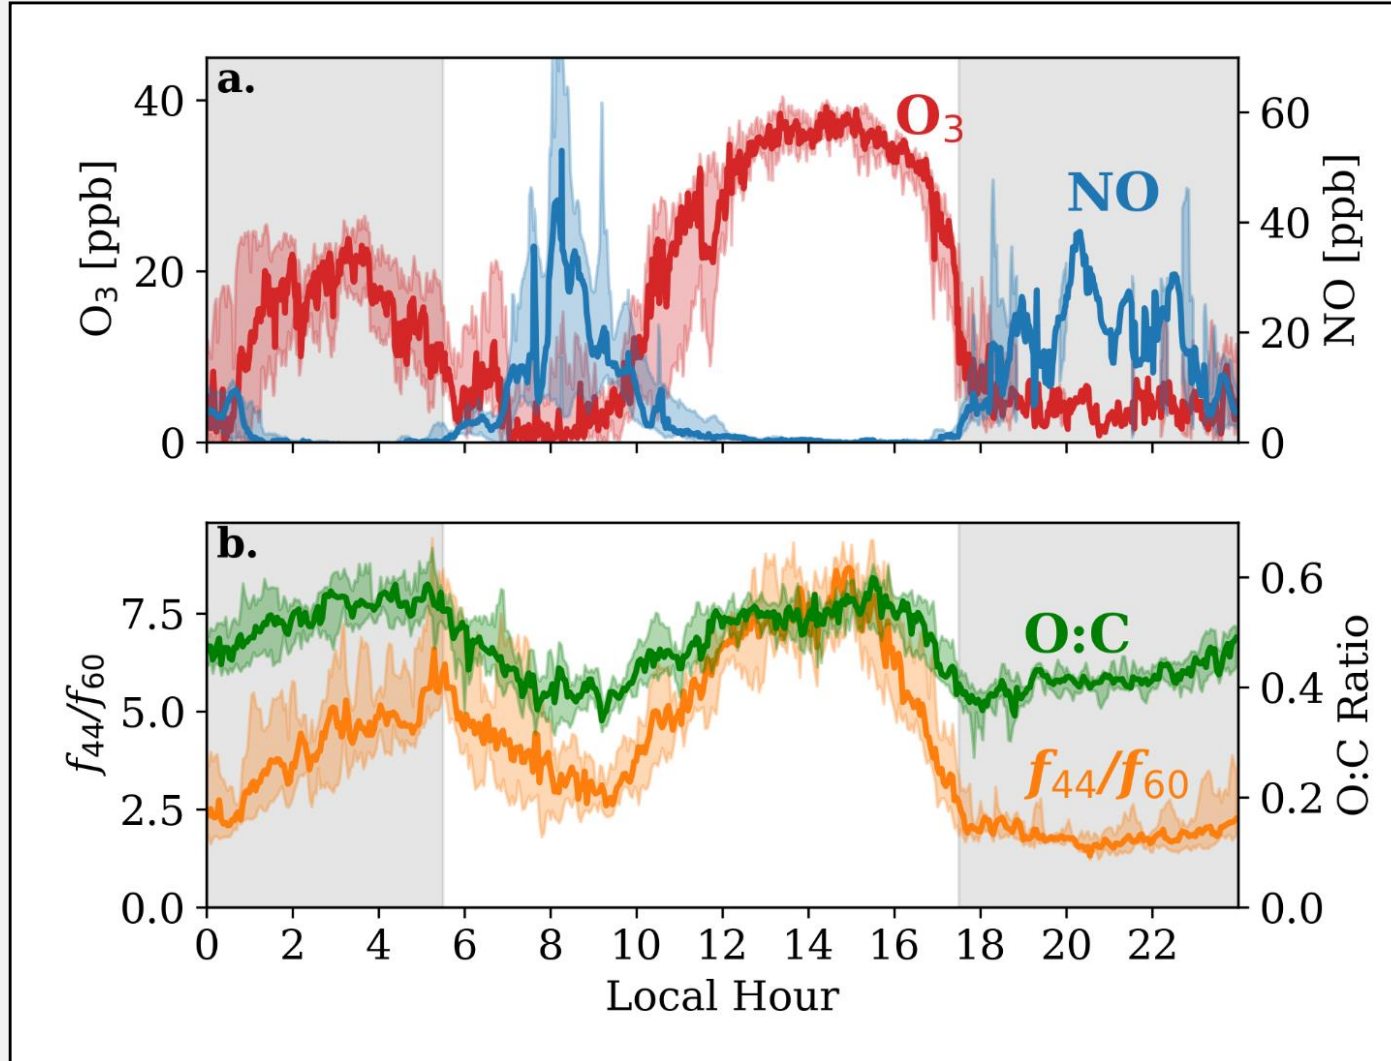 a.
O₃
NO
40
20
0
O₃ [ppb]
60
40
20
0
NO [ppb]
b.
O:C
f₄₄/f₆₀
7.5
5.0
2.5
0.0
f₄₄/f₆₀
0.6
0.4
0.2
0.0
O:C Ratio
0 2 4 6 8 10 12 14 16 18 20 22
Local Hour